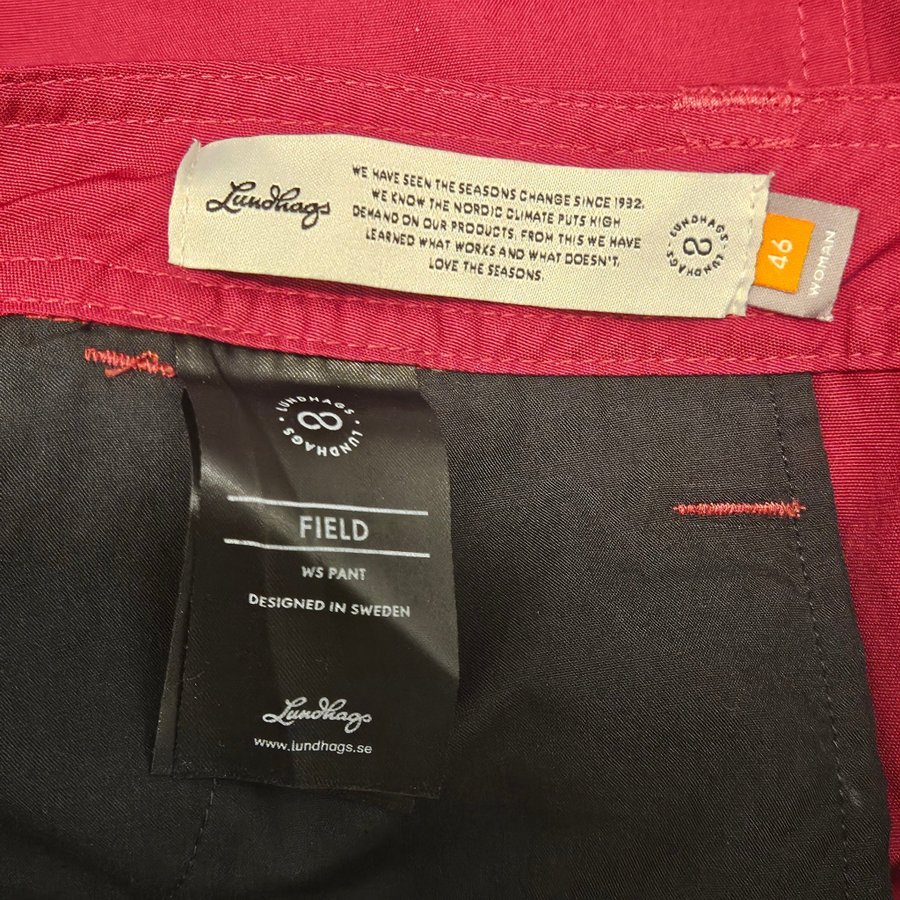 Lundhags
WE HAVE SEEN THE SEASONS CHANGE SINCE 1932.
WE KNOW THE NORDIC CLIMATE PUTS HIGH
DEMAND ON OUR PRODUCTS. FROM THIS WE HAVE
LEARNED WHAT WORKS AND WHAT DOESN'T.
LOVE THE SEASONS.
LUNDHAGS · LUNDHAGS ·
46
WOMAN
LUNDHAGS · LUNDHAGS ·
FIELD
WS PANT
DESIGNED IN SWEDEN
Lundhags
www.lundhags.se